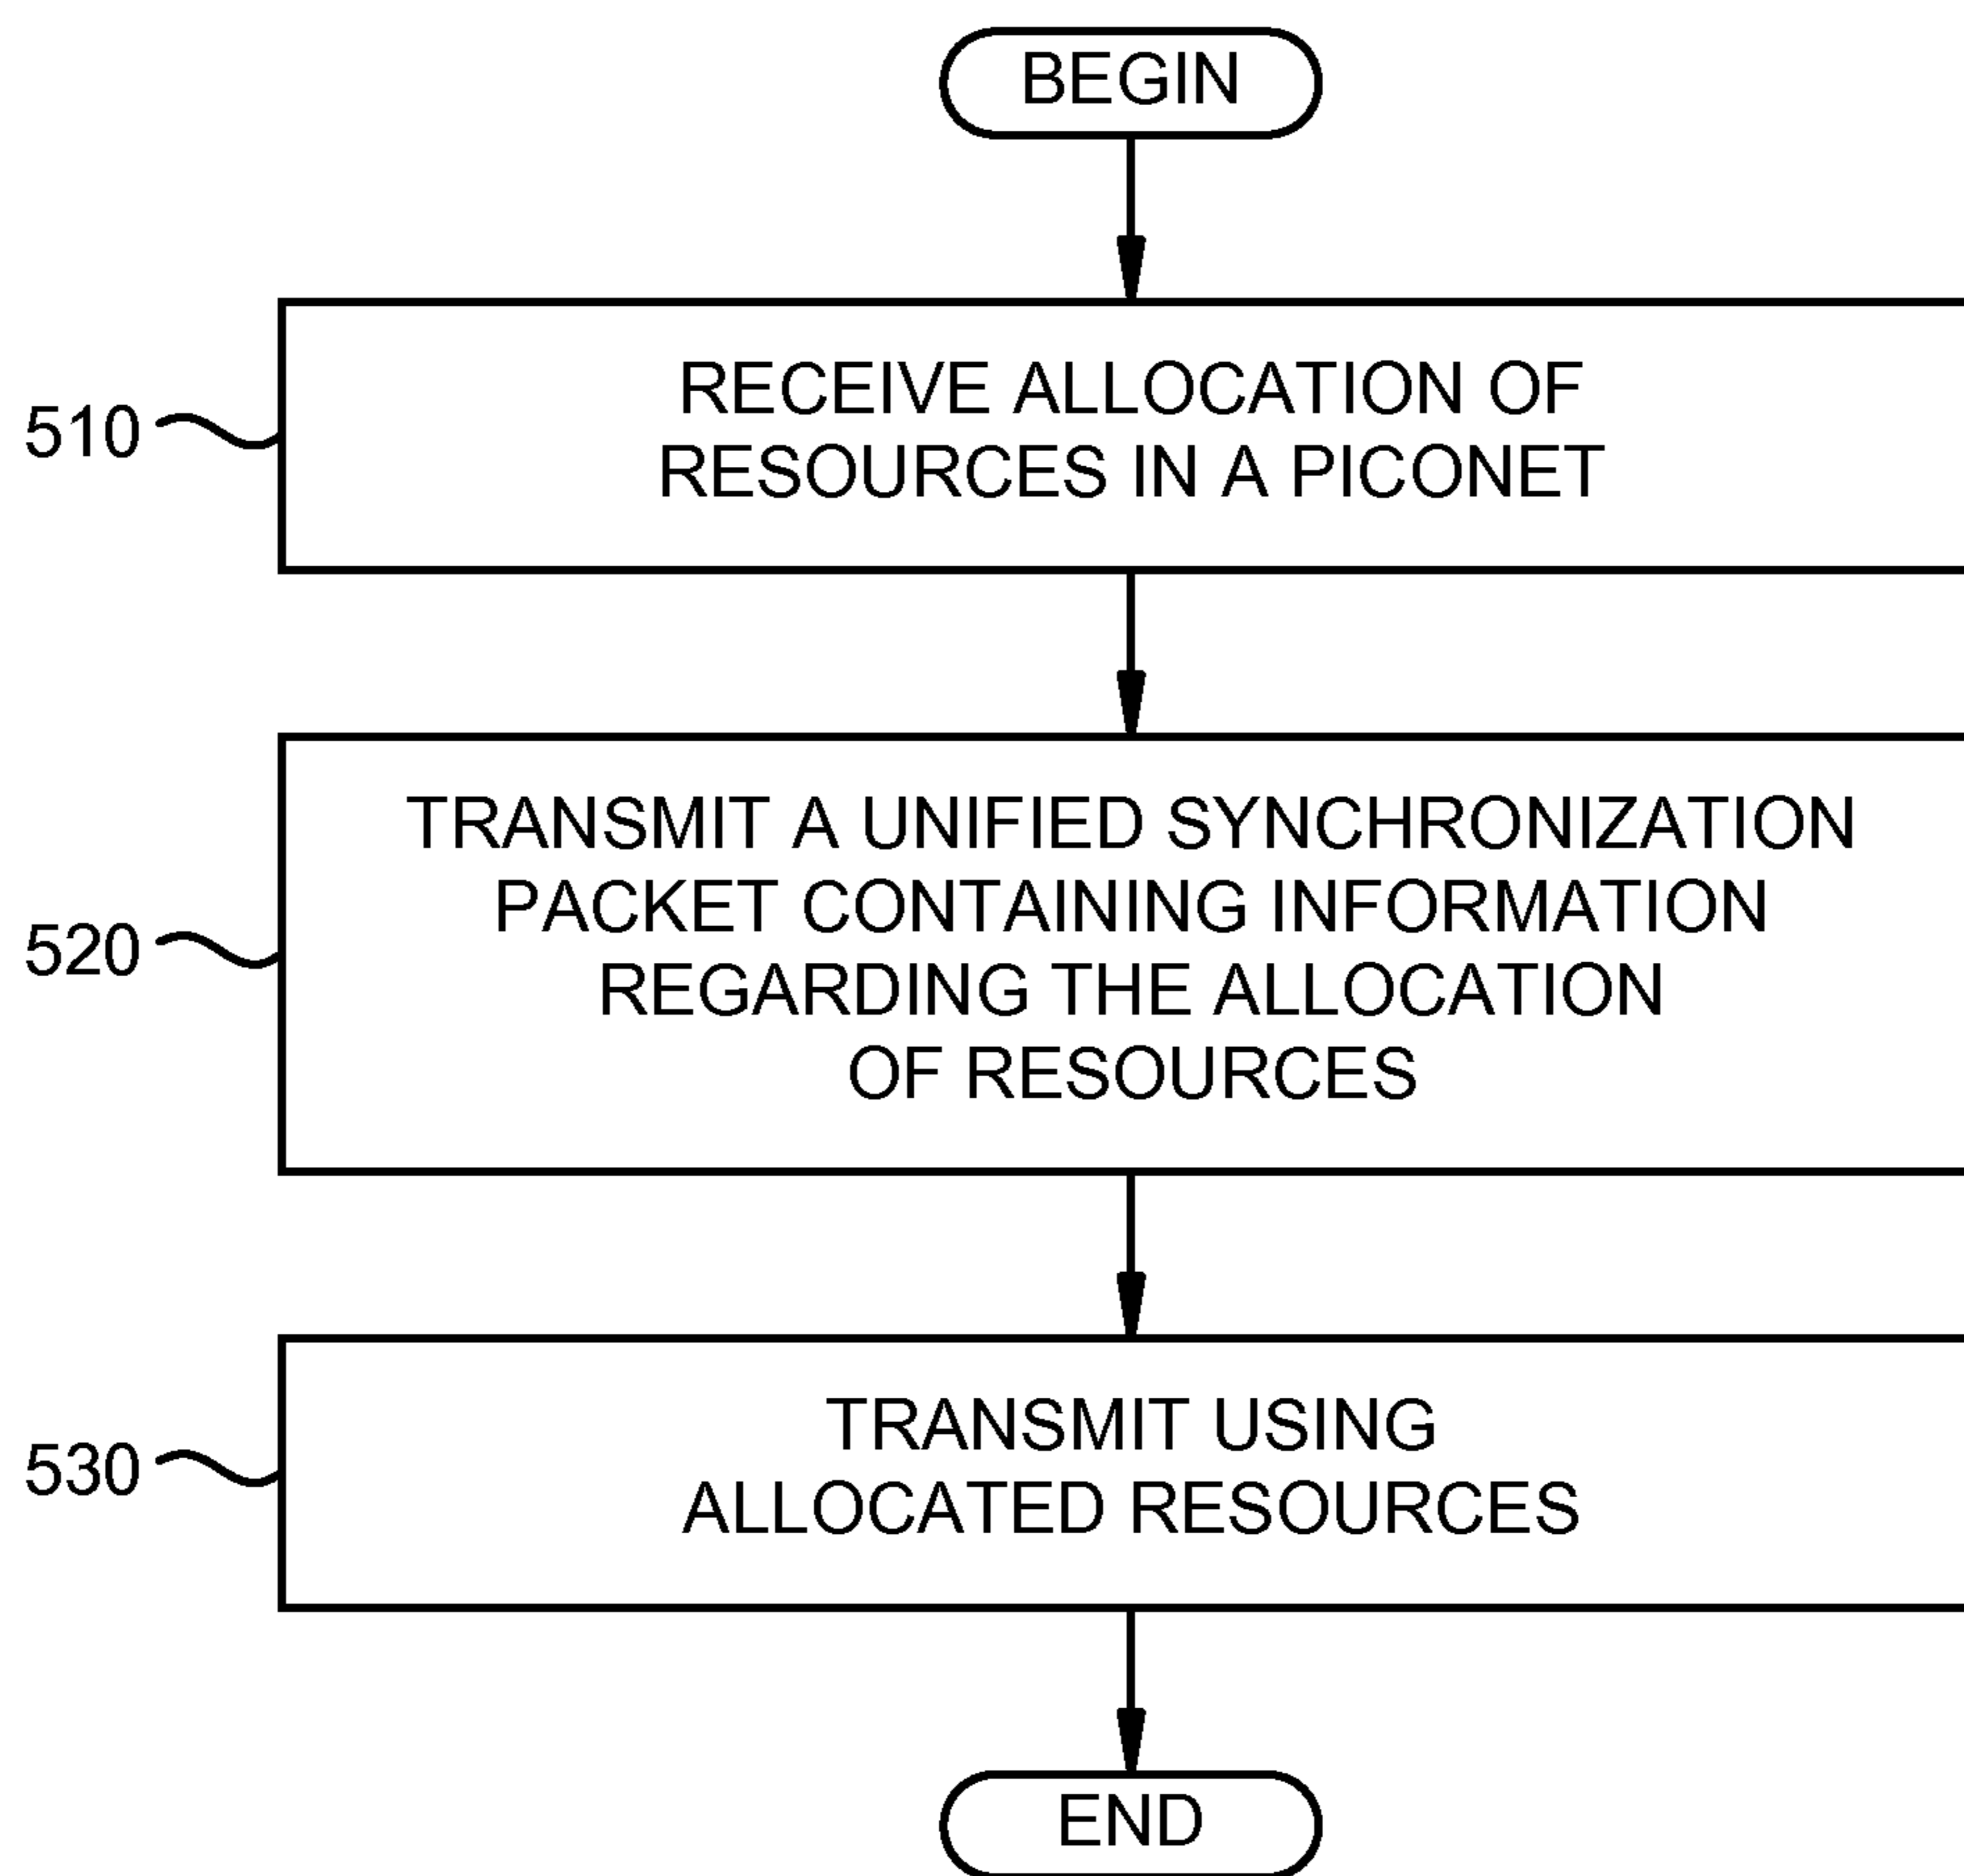 BEGIN
510
RECEIVE ALLOCATION OF
RESOURCES IN A PICONET
520
TRANSMIT A UNIFIED SYNCHRONIZATION
PACKET CONTAINING INFORMATION
REGARDING THE ALLOCATION
OF RESOURCES
530
TRANSMIT USING
ALLOCATED RESOURCES
END